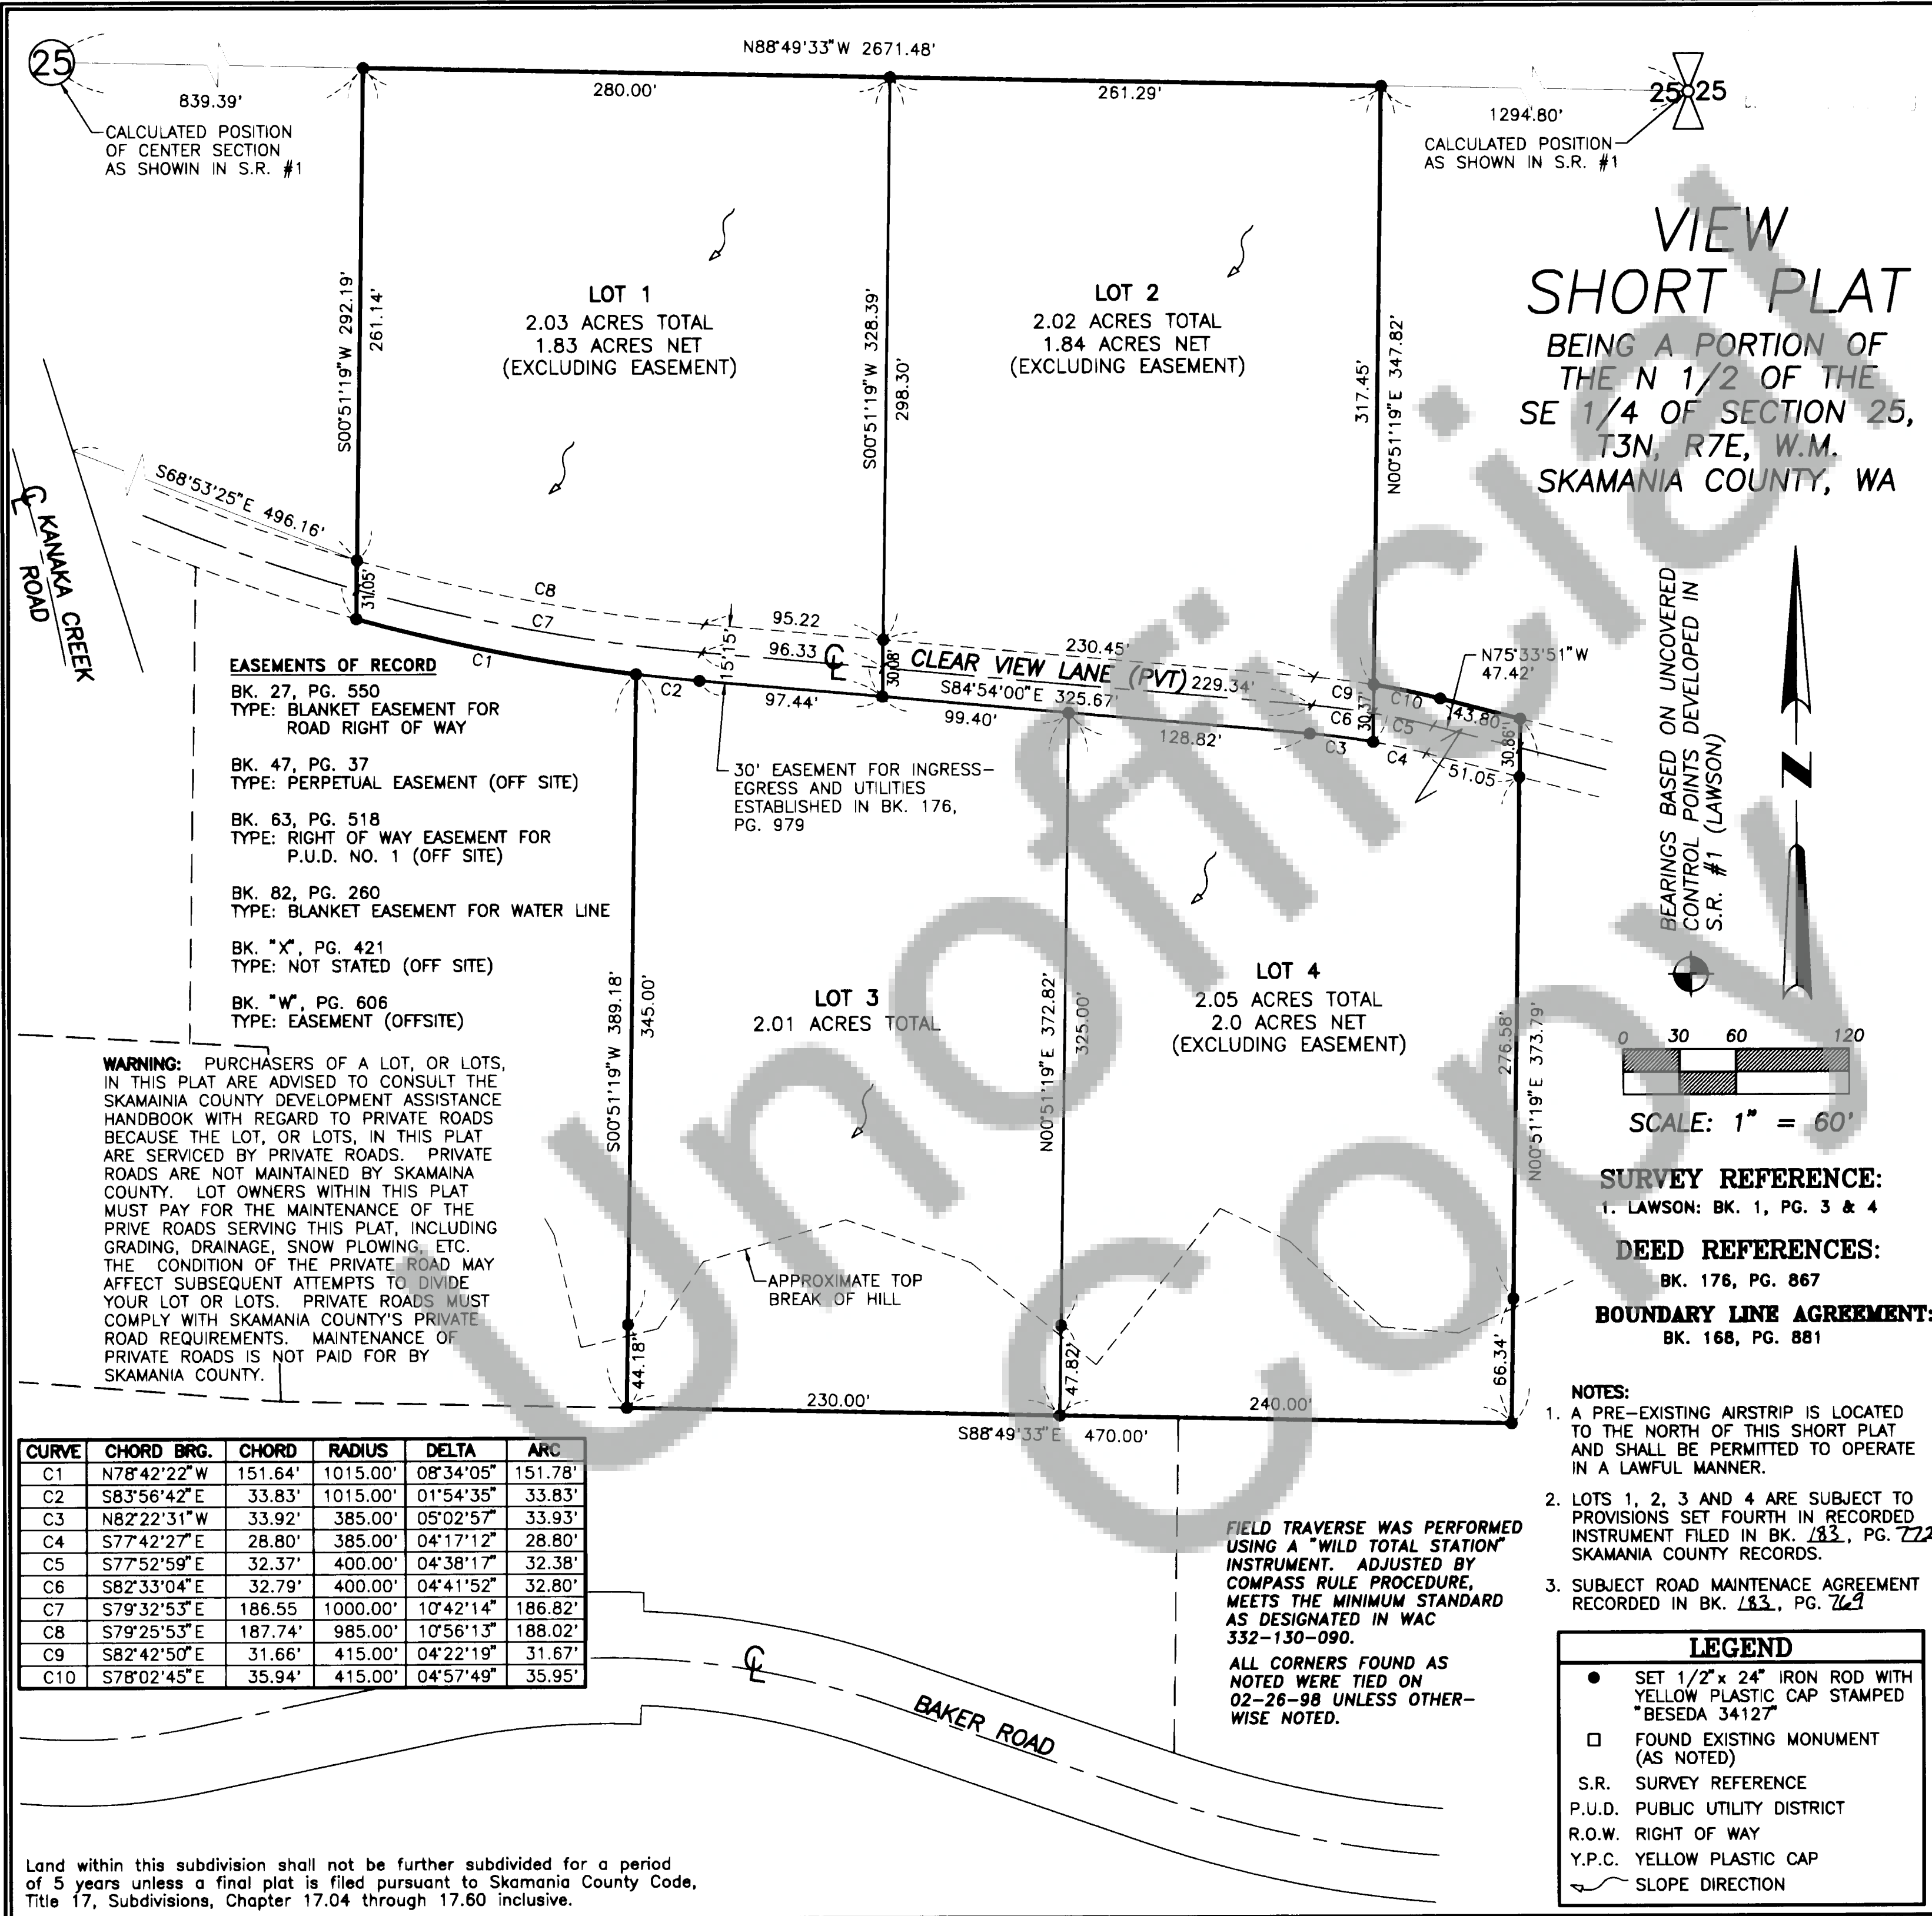 25
N88°49'33"W 2671.48'
839.39'
280.00'
261.29'
1294.80'
25 25
CALCULATED POSITION
OF CENTER SECTION
AS SHOWIN IN S.R. #1
CALCULATED POSITION
AS SHOWN IN S.R. #1
VIEW
SHORT PLAT
BEING A PORTION OF
THE N 1/2 OF THE
SE 1/4 OF SECTION 25,
T3N, R7E, W.M.
SKAMANIA COUNTY, WA
S00°51'19"W 292.19'
261.14'
LOT 1
2.03 ACRES TOTAL
1.83 ACRES NET
(EXCLUDING EASEMENT)
S00°51'19"W 328.39'
298.30'
LOT 2
2.02 ACRES TOTAL
1.84 ACRES NET
(EXCLUDING EASEMENT)
317.45'
N00°51'19"E 347.82'
S68°53'25"E 496.16'
CL KANAKA CREEK
ROAD
31.05'
C8
C7
C1
95.22
96.33
15' 15'
CL
C2
97.44'
30.08'
CLEAR VIEW LANE (PVT)
230.45'
229.34'
S84°54'00"E 325.67'
99.40'
128.82'
C9
C6
C3
30.37'
C10
C5
C4
43.80
51.05
30.86'
N75°33'51"W
47.42'
30' EASEMENT FOR INGRESS-
EGRESS AND UTILITIES
ESTABLISHED IN BK. 176,
PG. 979
EASEMENTS OF RECORD
BK. 27, PG. 550
TYPE: BLANKET EASEMENT FOR
ROAD RIGHT OF WAY
BK. 47, PG. 37
TYPE: PERPETUAL EASEMENT (OFF SITE)
BK. 63, PG. 518
TYPE: RIGHT OF WAY EASEMENT FOR
P.U.D. NO. 1 (OFF SITE)
BK. 82, PG. 260
TYPE: BLANKET EASEMENT FOR WATER LINE
BK. "X", PG. 421
TYPE: NOT STATED (OFF SITE)
BK. "W", PG. 606
TYPE: EASEMENT (OFFSITE)
BEARINGS BASED ON UNCOVERED
CONTROL POINTS DEVELOPED IN
S.R. #1 (LAWSON)
N
0 30 60 120
SCALE: 1" = 60'
S00°51'19"W 389.18'
345.00'
LOT 3
2.01 ACRES TOTAL
N00°51'19"E 372.82'
325.00'
LOT 4
2.05 ACRES TOTAL
2.0 ACRES NET
(EXCLUDING EASEMENT)
276.58'
N00°51'19"E 373.79'
WARNING: PURCHASERS OF A LOT, OR LOTS,
IN THIS PLAT ARE ADVISED TO CONSULT THE
SKAMAINIA COUNTY DEVELOPMENT ASSISTANCE
HANDBOOK WITH REGARD TO PRIVATE ROADS
BECAUSE THE LOT, OR LOTS, IN THIS PLAT
ARE SERVICED BY PRIVATE ROADS. PRIVATE
ROADS ARE NOT MAINTAINED BY SKAMAINA
COUNTY. LOT OWNERS WITHIN THIS PLAT
MUST PAY FOR THE MAINTENANCE OF THE
PRIVE ROADS SERVING THIS PLAT, INCLUDING
GRADING, DRAINAGE, SNOW PLOWING, ETC.
THE CONDITION OF THE PRIVATE ROAD MAY
AFFECT SUBSEQUENT ATTEMPTS TO DIVIDE
YOUR LOT OR LOTS. PRIVATE ROADS MUST
COMPLY WITH SKAMANIA COUNTY'S PRIVATE
ROAD REQUIREMENTS. MAINTENANCE OF
PRIVATE ROADS IS NOT PAID FOR BY
SKAMANIA COUNTY.
APPROXIMATE TOP
BREAK OF HILL
44.18"
47.82'
66.34'
230.00'
240.00'
S88°49'33"E 470.00'
SURVEY REFERENCE:
1. LAWSON: BK. 1, PG. 3 & 4
DEED REFERENCES:
BK. 176, PG. 867
BOUNDARY LINE AGREEMENT:
BK. 168, PG. 881
NOTES:
1. A PRE-EXISTING AIRSTRIP IS LOCATED
TO THE NORTH OF THIS SHORT PLAT
AND SHALL BE PERMITTED TO OPERATE
IN A LAWFUL MANNER.
2. LOTS 1, 2, 3 AND 4 ARE SUBJECT TO
PROVISIONS SET FOURTH IN RECORDED
INSTRUMENT FILED IN BK. 183, PG. 772
SKAMANIA COUNTY RECORDS.
3. SUBJECT ROAD MAINTENACE AGREEMENT
RECORDED IN BK. 183, PG. 769
CURVE CHORD BRG. CHORD RADIUS DELTA ARC
C1 N78°42'22"W 151.64' 1015.00' 08°34'05" 151.78'
C2 S83°56'42"E 33.83' 1015.00' 01°54'35" 33.83'
C3 N82°22'31"W 33.92' 385.00' 05°02'57" 33.93'
C4 S77°42'27"E 28.80' 385.00' 04°17'12" 28.80'
C5 S77°52'59"E 32.37' 400.00' 04°38'17" 32.38'
C6 S82°33'04"E 32.79' 400.00' 04°41'52" 32.80'
C7 S79°32'53"E 186.55 1000.00' 10°42'14" 186.82'
C8 S79°25'53"E 187.74' 985.00' 10°56'13" 188.02'
C9 S82°42'50"E 31.66' 415.00' 04°22'19" 31.67'
C10 S78°02'45"E 35.94' 415.00' 04°57'49" 35.95'
FIELD TRAVERSE WAS PERFORMED
USING A "WILD TOTAL STATION"
INSTRUMENT. ADJUSTED BY
COMPASS RULE PROCEDURE,
MEETS THE MINIMUM STANDARD
AS DESIGNATED IN WAC
332-130-090.
ALL CORNERS FOUND AS
NOTED WERE TIED ON
02-26-98 UNLESS OTHER-
WISE NOTED.
CL
BAKER ROAD
LEGEND
SET 1/2"x 24" IRON ROD WITH
YELLOW PLASTIC CAP STAMPED
"BESEDA 34127"
FOUND EXISTING MONUMENT
(AS NOTED)
S.R. SURVEY REFERENCE
P.U.D. PUBLIC UTILITY DISTRICT
R.O.W. RIGHT OF WAY
Y.P.C. YELLOW PLASTIC CAP
SLOPE DIRECTION
Land within this subdivision shall not be further subdivided for a period
of 5 years unless a final plat is filed pursuant to Skamania County Code,
Title 17, Subdivisions, Chapter 17.04 through 17.60 inclusive.
Unofficial
Copy